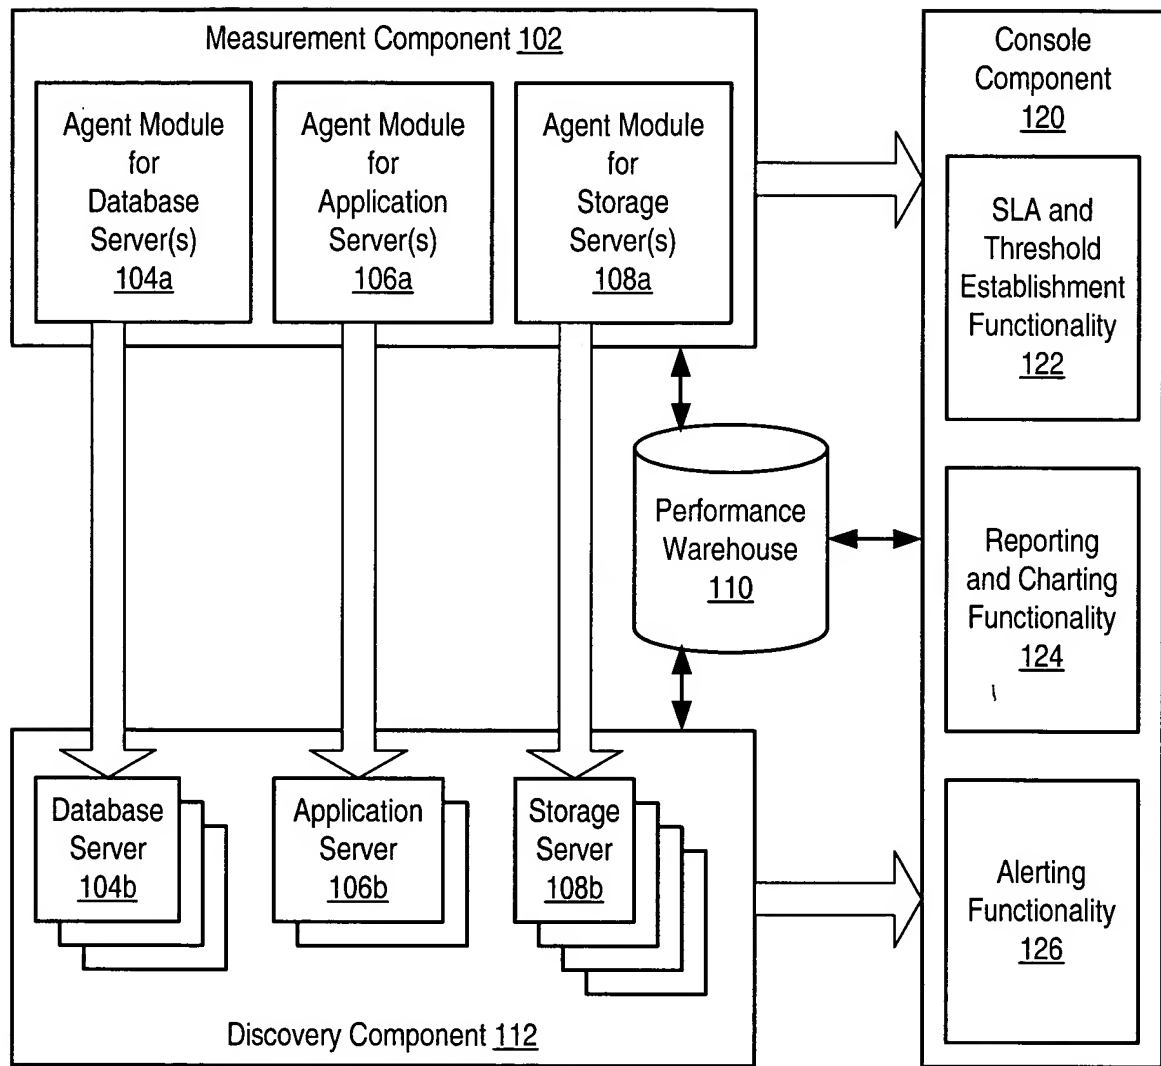 Measurement Component 102
Agent Module
for
Database
Server(s)
104a
Agent Module
for
Application
Server(s)
106a
Agent Module
for
Storage
Server(s)
108a
Console
Component
120
SLA and
Threshold
Establishment
Functionality
122
Performance
Warehouse
110
Reporting
and Charting
Functionality
124
Database
Server
104b
Application
Server
106b
Storage
Server
108b
Alerting
Functionality
126
Discovery Component 112